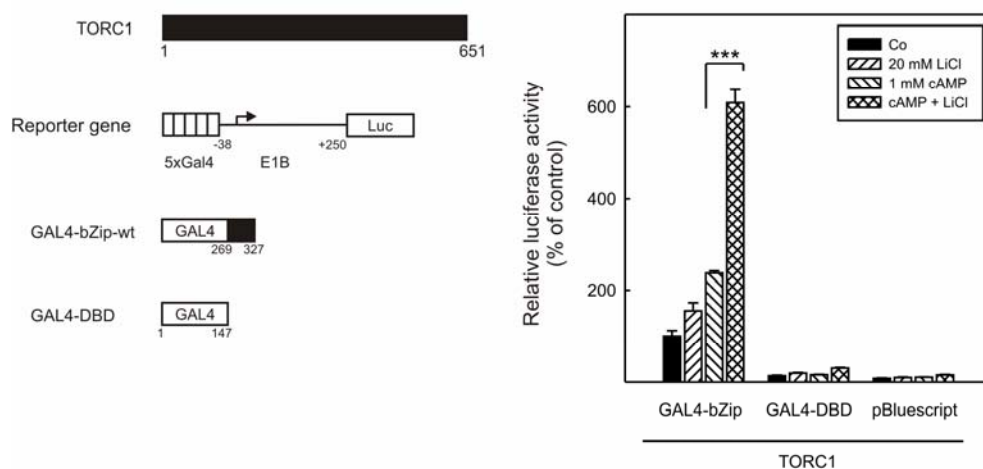 TORC1
1 651
Reporter gene
Luc
-38 +250
5xGal4 E1B
GAL4-bZip-wt
GAL4
269 327
GAL4-DBD
GAL4
1 147
Relative luciferase activity
(% of control)
600
400
200
***
Co
20 mM LiCl
1 mM cAMP
cAMP + LiCl
GAL4-bZip GAL4-DBD pBluescript
TORC1